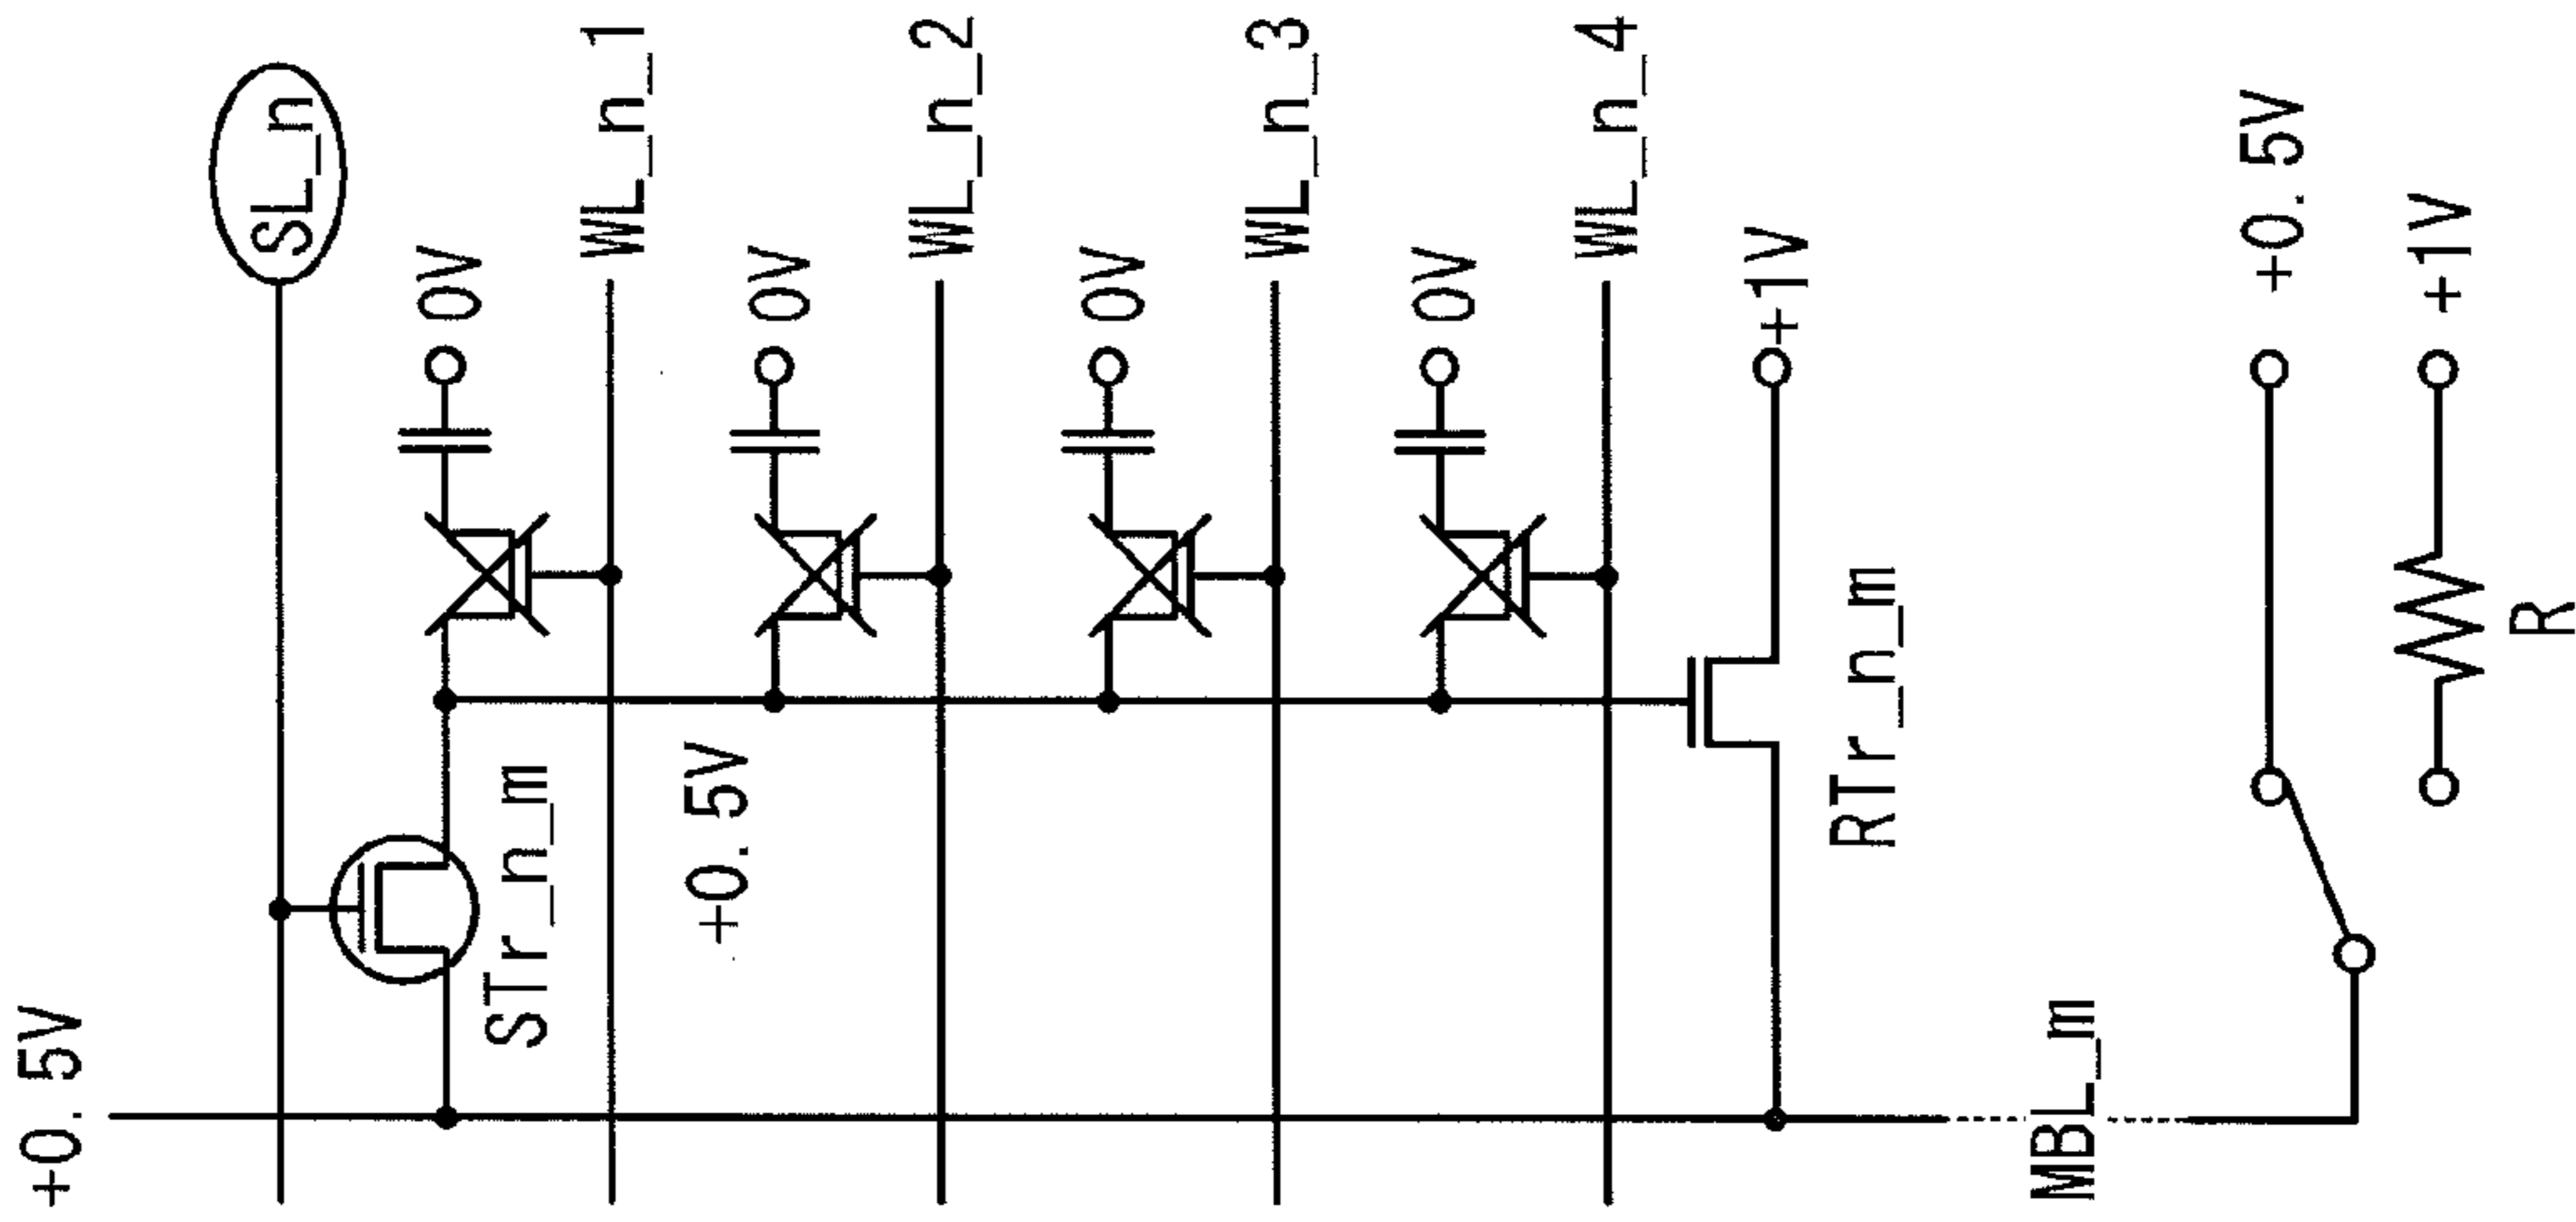 +0.5V
SL_n
STr_n_m
0V
WL_n_1
+0.5V
0V
WL_n_2
0V
WL_n_3
0V
WL_n_4
RTr_n_m
+1V
MBL_m
+0.5V
+1V
R